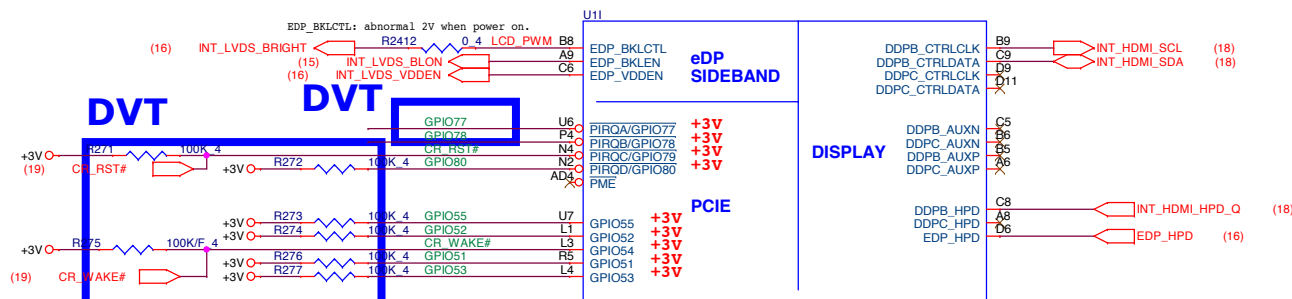 U1I
EDP_BKLCTL: abnormal 2V when power on.
(16) INT_LVDS_BRIGHT R2412 0_4 LCD_PWM B8 EDP_BKLCTL DDPB_CTRLCLK B9 INT_HDMI_SCL (18)
(15) INT_LVDS_BLON A9 EDP_BKLEN eDP DDPB_CTRLDATA C9 INT_HDMI_SDA (18)
(16) INT_LVDS_VDDEN C6 EDP_VDDEN SIDEBAND DDPC_CTRLCLK D9
DDPC_CTRLDATA D11
DVT DVT
GPIO77 U6 PIRQA/GPIO77 +3V DDPB_AUXN C5
GPIO78 P4 PIRQB/GPIO78 +3V DDPC_AUXN B6
+3V R271 100K_4 CR_RST# N4 PIRQC/GPIO79 +3V DISPLAY DDPB_AUXP B5
(19) CR_RST# +3V R272 100K_4 GPIO80 N2 PIRQD/GPIO80 +3V DDPC_AUXP A6
AD4 PME
PCIE
+3V R273 100K_4 GPIO55 U7 GPIO55 +3V DDPB_HPD C8 INT_HDMI_HPD_Q (18)
+3V R274 100K_4 GPIO52 L1 GPIO52 +3V DDPC_HPD A8
+3V R275 100K/F_4 CR_WAKE# L3 GPIO54 +3V EDP_HPD D6 EDP_HPD (16)
+3V R276 100K_4 GPIO51 R5 GPIO51 +3V
(19) CR_WAKE# +3V R277 100K_4 GPIO53 L4 GPIO53 +3V